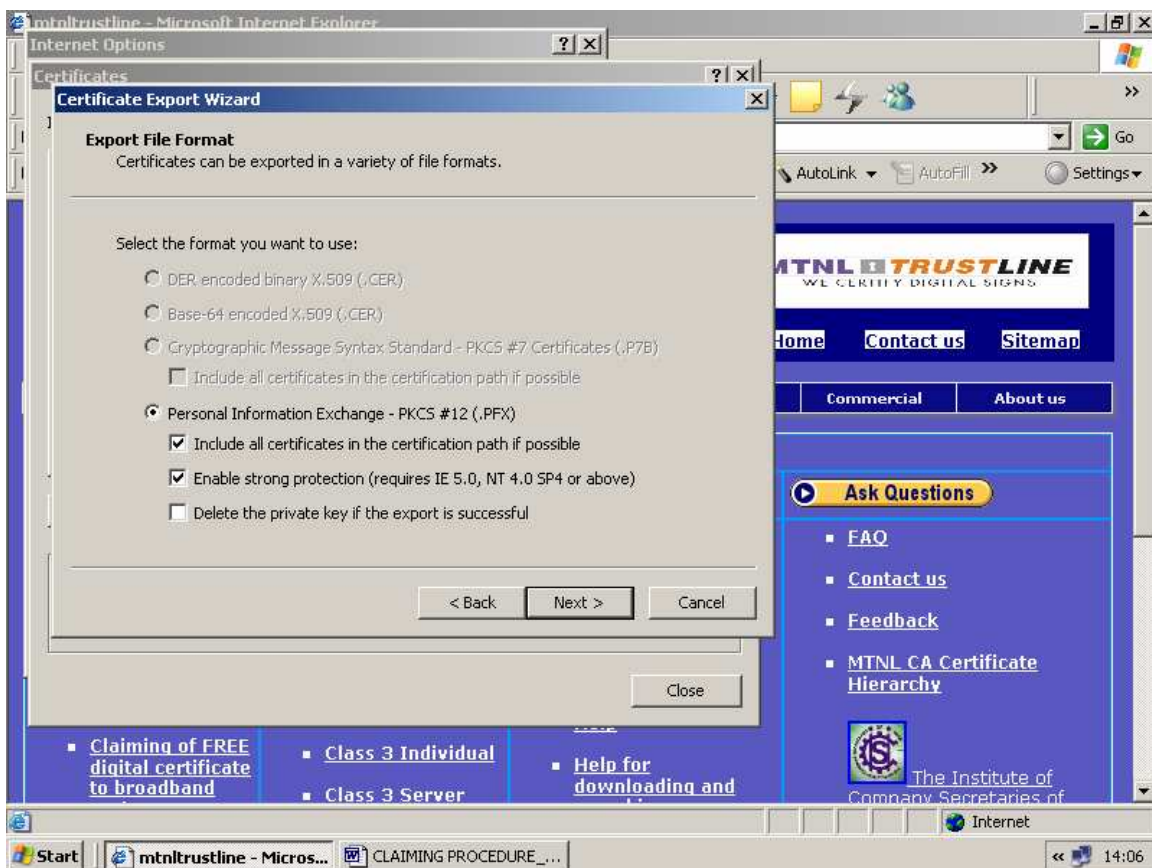 mtnltrustline - Microsoft Internet Explorer
Internet Options
Certificates
Certificate Export Wizard
Export File Format
Certificates can be exported in a variety of file formats.
Select the format you want to use:
DER encoded binary X.509 (.CER)
Base-64 encoded X.509 (.CER)
Cryptographic Message Syntax Standard - PKCS #7 Certificates (.P7B)
Include all certificates in the certification path if possible
Personal Information Exchange - PKCS #12 (.PFX)
Include all certificates in the certification path if possible
Enable strong protection (requires IE 5.0, NT 4.0 SP4 or above)
Delete the private key if the export is successful
< Back
Next >
Cancel
Close
Go
AutoLink
AutoFill
Settings
MTNL TRUSTLINE
WE CERTIFY DIGITAL SIGNS
Home
Contact us
Sitemap
Commercial
About us
Ask Questions
FAQ
Contact us
Feedback
MTNL CA Certificate
Hierarchy
The Institute of
Company Secretaries of
Claiming of FREE
digital certificate
to broadband
Class 3 Individual
Class 3 Server
Help for
downloading and
Internet
Start
mtnltrustline - Micros...
CLAIMING PROCEDURE_...
14:06